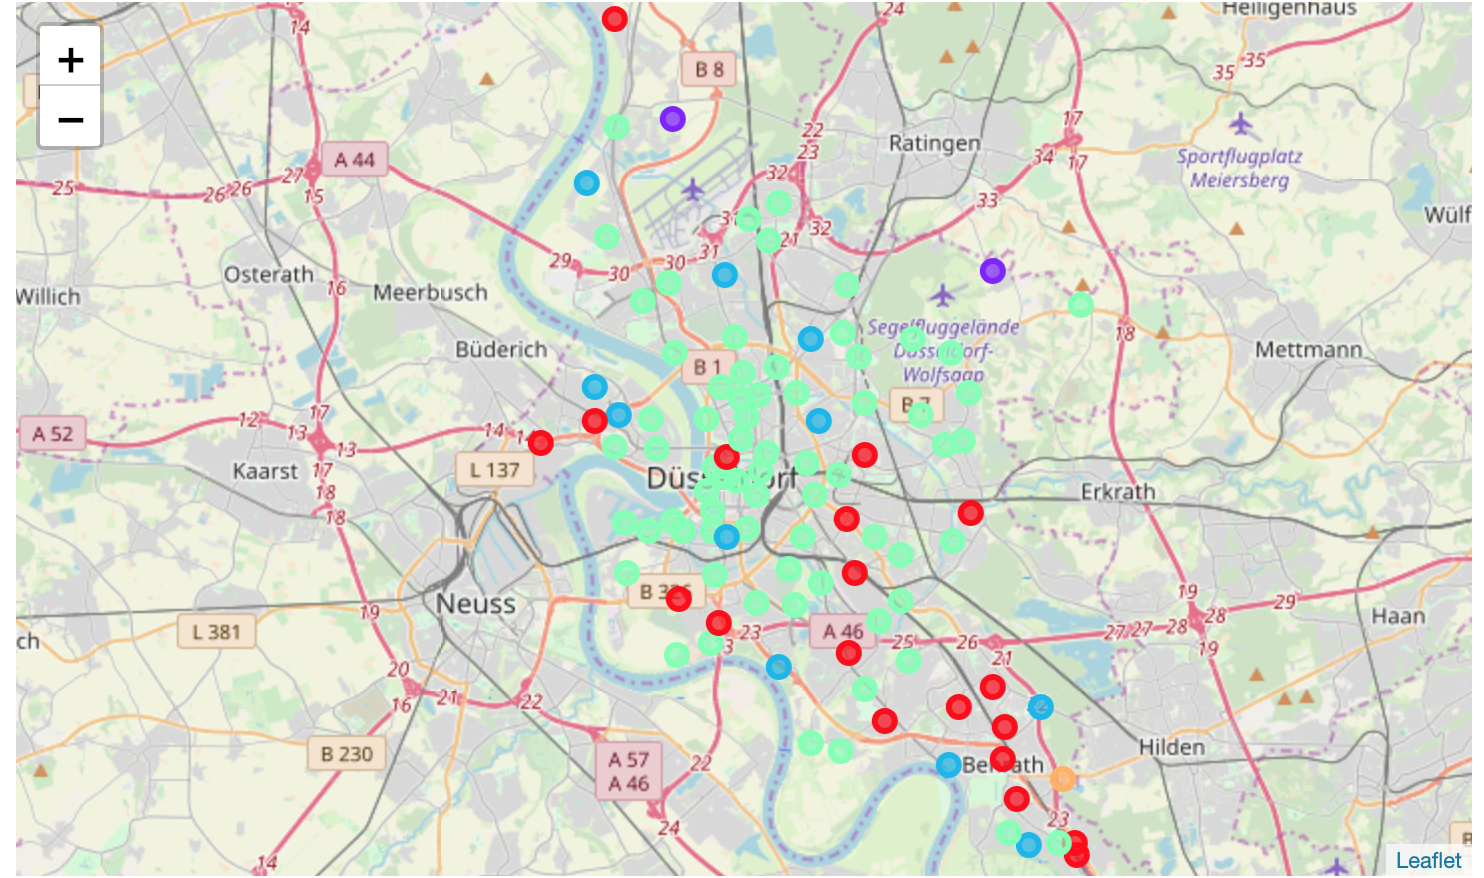 +
−
14
24
Heiligenhaus
B 8
35
35
A 44
22
23
Ratingen
17
34
17
Sportflugplatz
Meiersberg
25
26
26
27
15
32
33
31
32
21
Wülf
29
30
30
31
Osterath
16
Meerbusch
Willich
18
Segelfluggelände
Düsseldorf-
Wolfsaap
Büderich
B 1
Mettmann
B 7
A 52
12
13
17
13
14
L 137
Kaarst
17
18
18
Düsseldorf
Erkrath
Neuss
19
19
28
29
Haan
ch
L 381
23
A 46
25
26
21
27
27
28
19
20
16
21
22
B 230
A 57
A 46
22
24
Hilden
Benrath
23
14
Leaflet